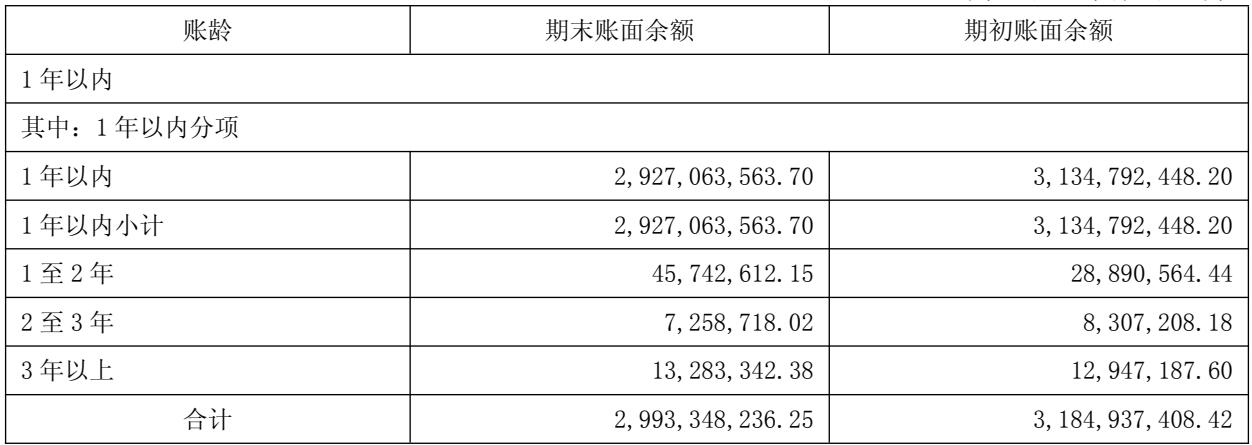 账龄 期末账面余额 期初账面余额
1年以内
其中：1年以内分项
1年以内 2,927,063,563.70 3,134,792,448.20
1年以内小计 2,927,063,563.70 3,134,792,448.20
1至2年 45,742,612.15 28,890,564.44
2至3年 7,258,718.02 8,307,208.18
3年以上 13,283,342.38 12,947,187.60
合计 2,993,348,236.25 3,184,937,408.42